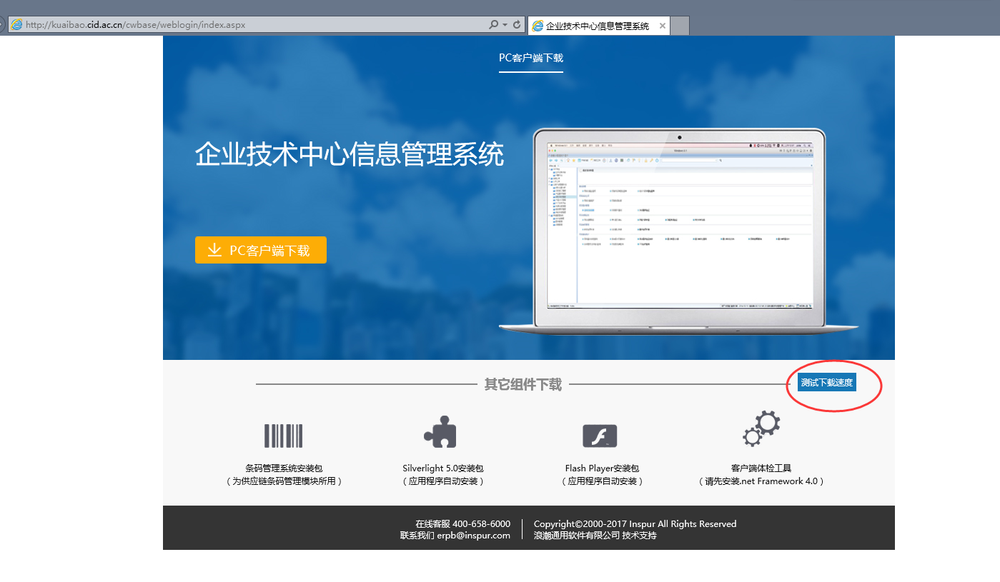 http://kuaibao.cid.ac.cn/cwbase/weblogin/index.aspx
企业技术中心信息管理系统
PC客户端下载
企业技术中心信息管理系统
PC客户端下载
其它组件下载
测试下载速度
条码管理系统安装包
（为供应链条码管理模块所用）
Silverlight 5.0安装包
（应用程序自动安装）
Flash Player安装包
（应用程序自动安装）
客户端体检工具
（请先安装.net Framework 4.0）
在线客服 400-658-6000
联系我们 erpb@inspur.com
Copyright©2000-2017 Inspur All Rights Reserved
浪潮通用软件有限公司 技术支持